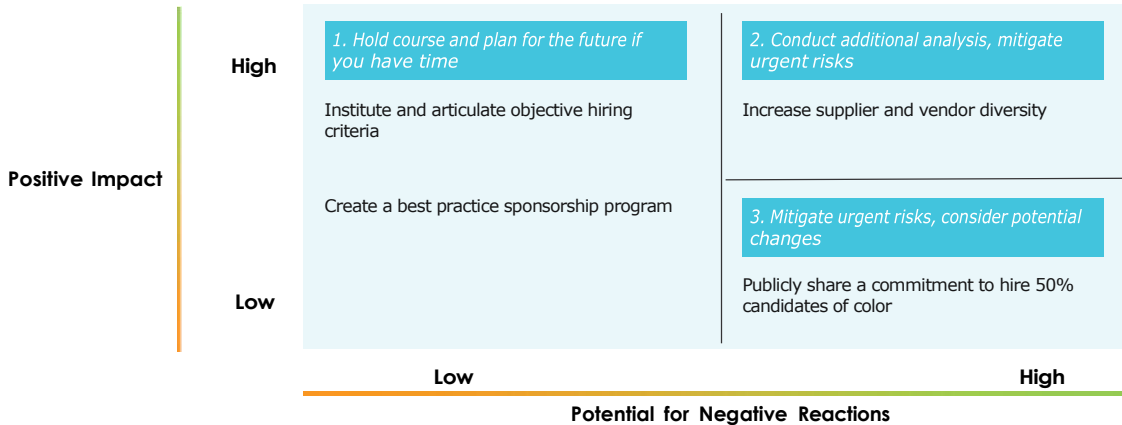 High
1. Hold course and plan for the future if
you have time
Institute and articulate objective hiring
criteria
2. Conduct additional analysis, mitigate
urgent risks
Increase supplier and vendor diversity
Positive Impact
Create a best practice sponsorship program
3. Mitigate urgent risks, consider potential
changes
Publicly share a commitment to hire 50%
candidates of color
Low
Low
High
Potential for Negative Reactions